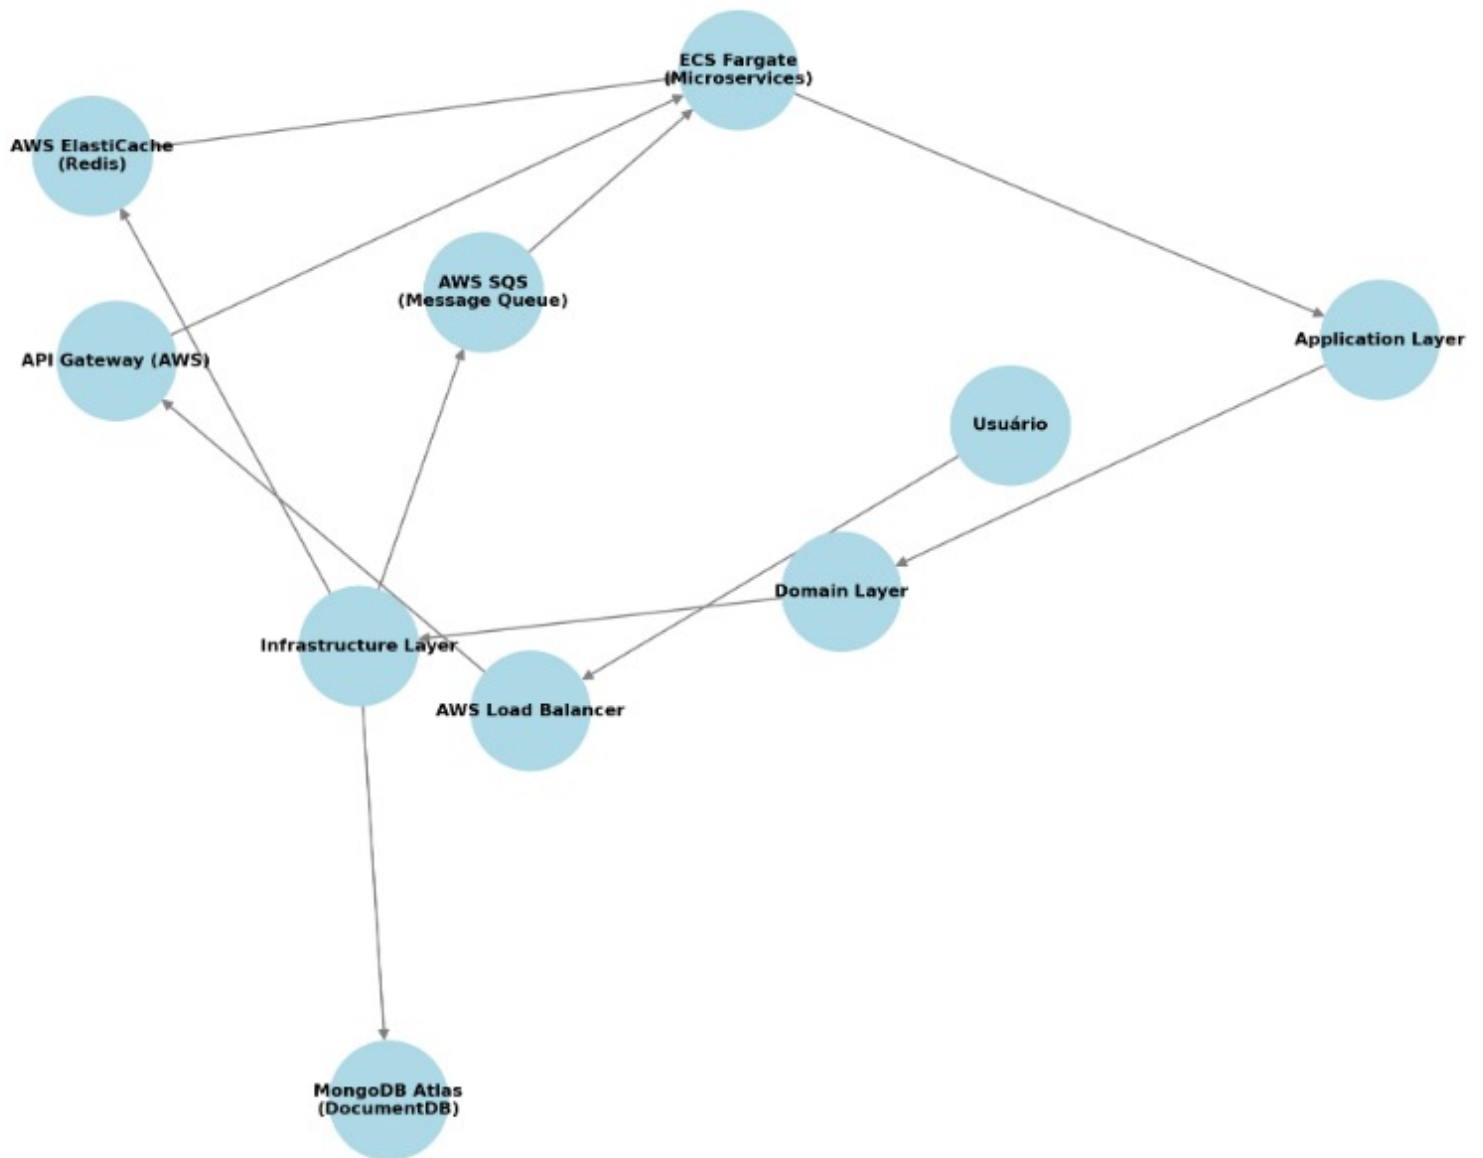 ECS Fargate
(Microservices)
AWS ElastiCache
(Redis)
AWS SQS
(Message Queue)
API Gateway (AWS)
Application Layer
Usuário
Domain Layer
Infrastructure Layer
AWS Load Balancer
MongoDB Atlas
(DocumentDB)